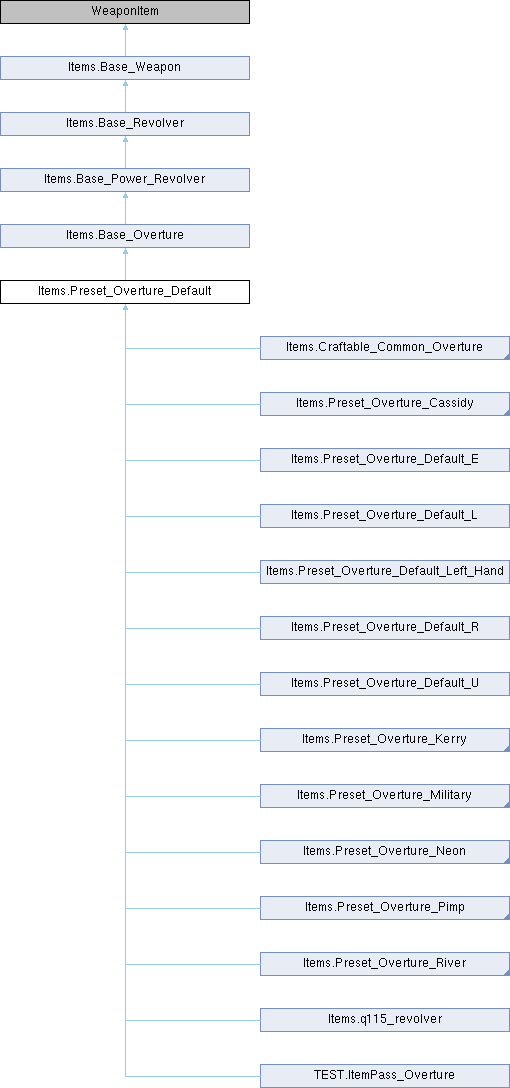 WeaponItem
Items.Base_Weapon
Items.Base_Revolver
Items.Base_Power_Revolver
Items.Base_Overture
Items.Preset_Overture_Default
Items.Craftable_Common_Overture
Items.Preset_Overture_Cassidy
Items.Preset_Overture_Default_E
Items.Preset_Overture_Default_L
Items.Preset_Overture_Default_Left_Hand
Items.Preset_Overture_Default_R
Items.Preset_Overture_Default_U
Items.Preset_Overture_Kerry
Items.Preset_Overture_Military
Items.Preset_Overture_Neon
Items.Preset_Overture_Pimp
Items.Preset_Overture_River
Items.q115_revolver
TEST.ItemPass_Overture